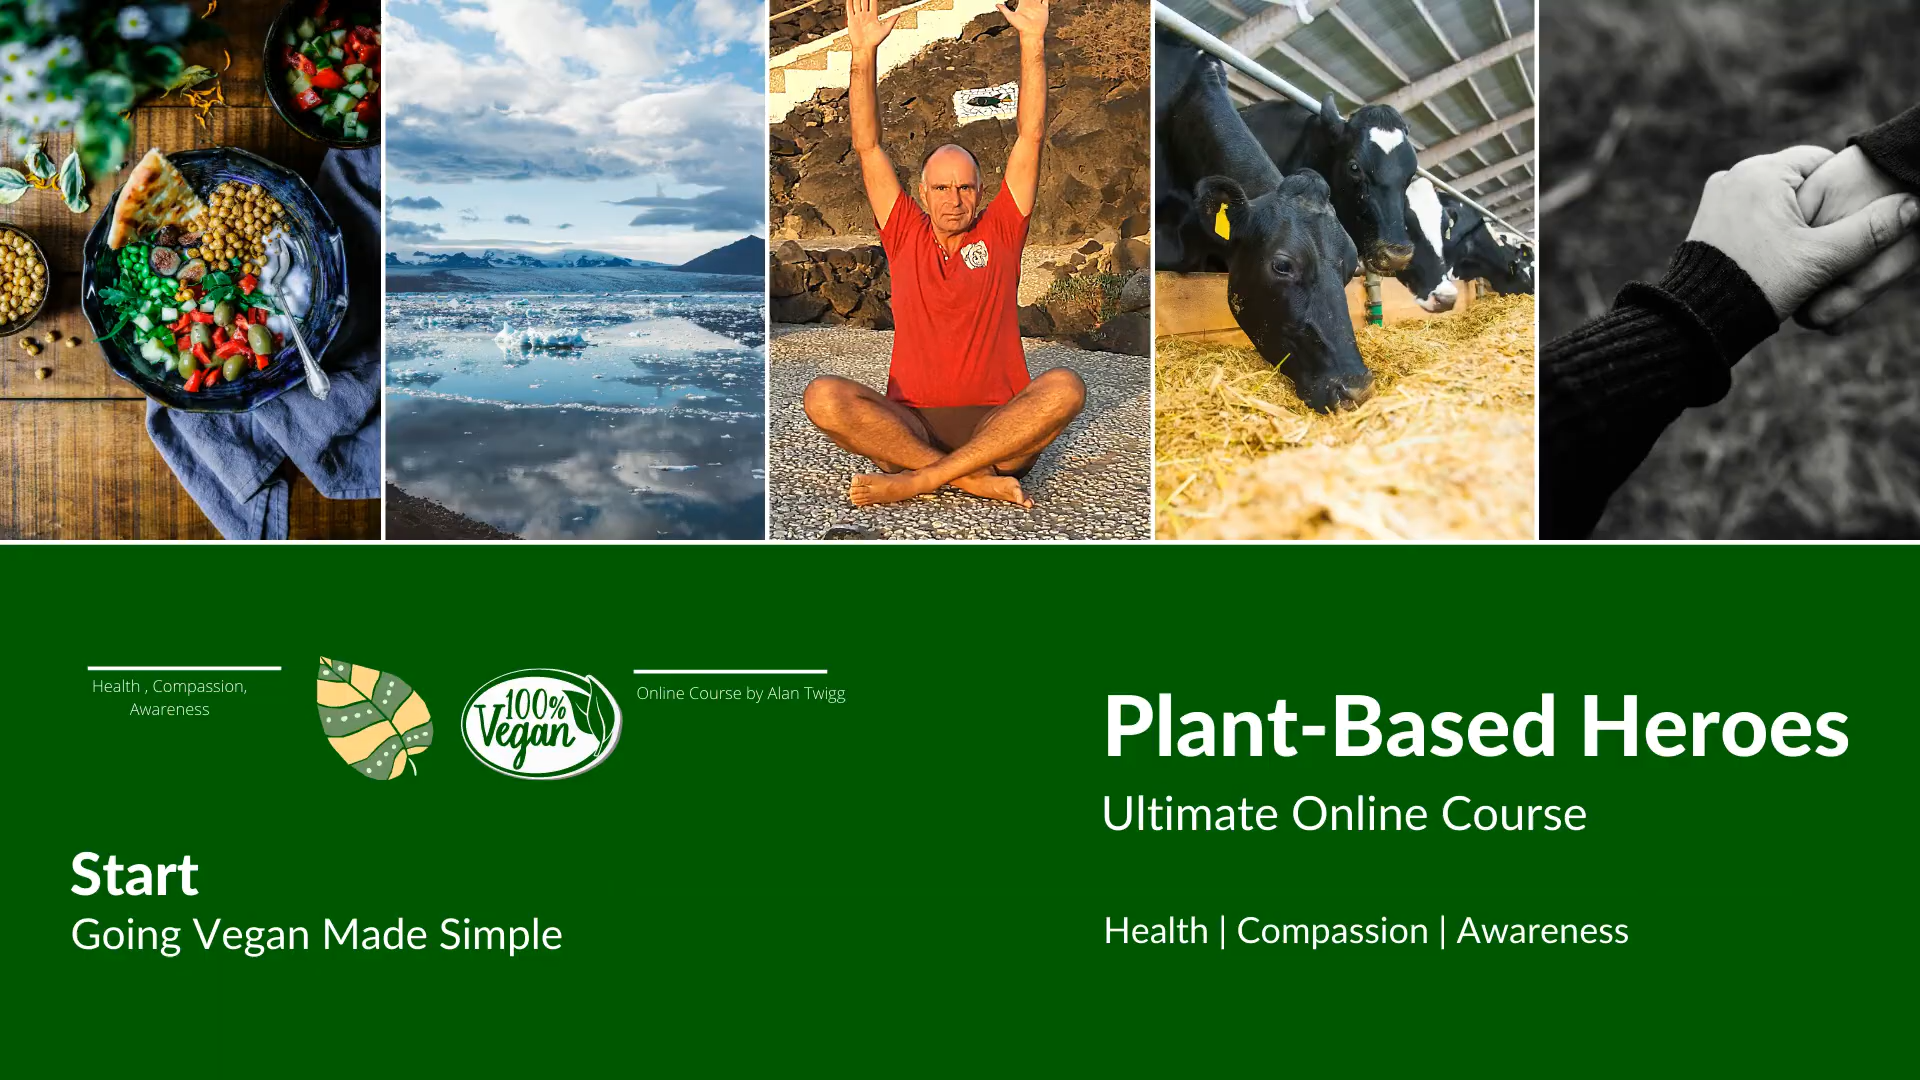 Health , Compassion,
Awareness
100%
Vegan
Online Course by Alan Twigg
Start
Going Vegan Made Simple
Plant-Based Heroes
Ultimate Online Course
Health | Compassion | Awareness